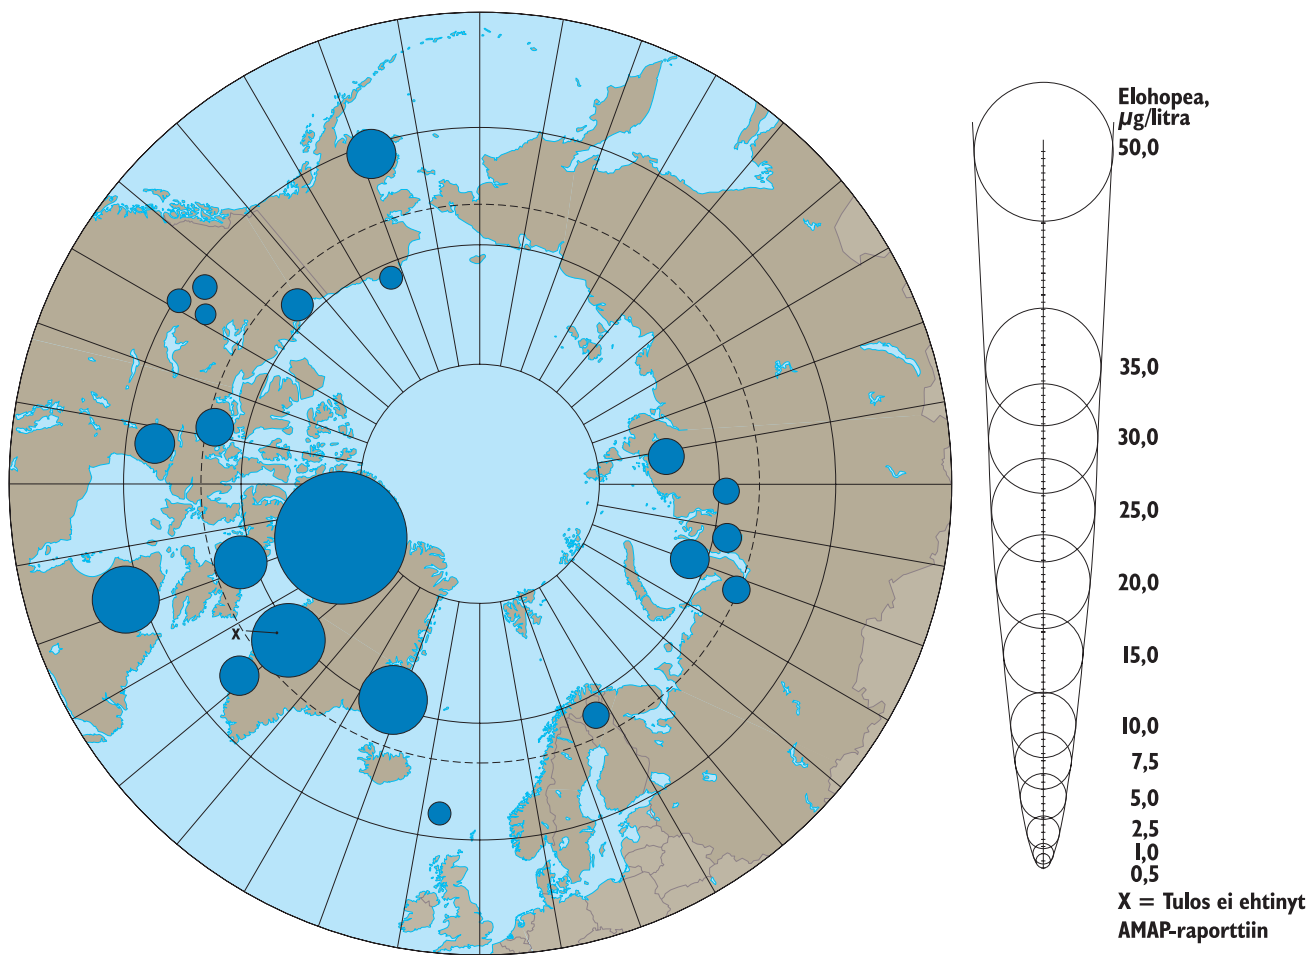 Elohopea,
µg/litra
50,0
35,0
30,0
25,0
20,0
15,0
10,0
7,5
5,0
2,5
1,0
0,5
X = Tulos ei ehtinyt
AMAP-raporttiin
X